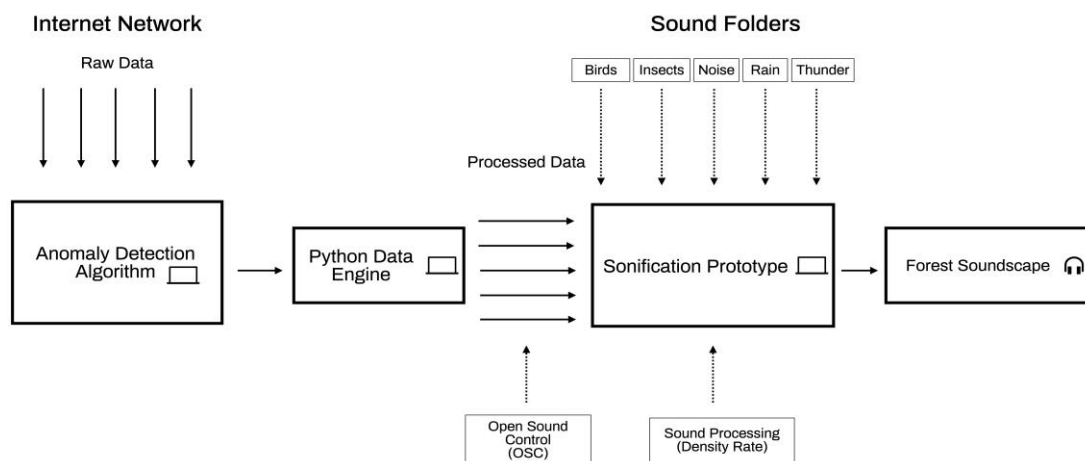 Internet Network
Sound Folders
Raw Data
Birds
Insects
Noise
Rain
Thunder
Processed Data
Anomaly Detection
Algorithm
Python Data
Engine
Sonification Prototype
Forest Soundscape
Open Sound
Control
(OSC)
Sound Processing
(Density Rate)